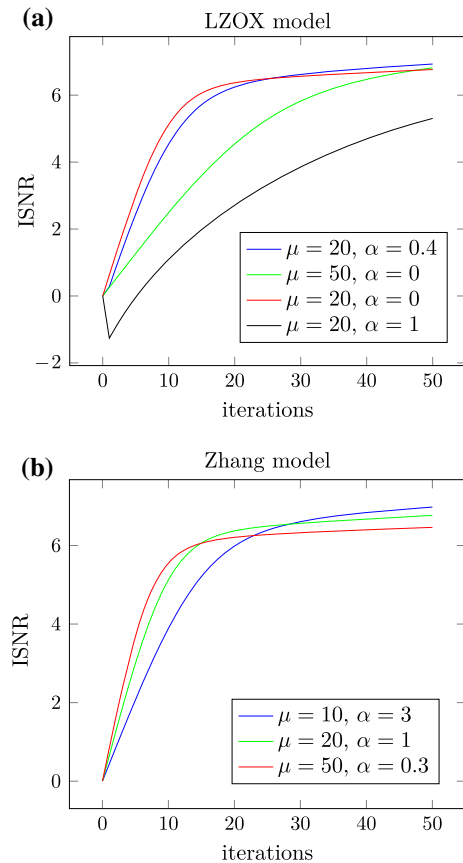 (a)
LZOX model
6
4
2
0
−2
ISNR
μ = 20, α = 0.4
μ = 50, α = 0
μ = 20, α = 0
μ = 20, α = 1
0 10 20 30 40 50
iterations
(b)
Zhang model
6
4
2
0
ISNR
μ = 10, α = 3
μ = 20, α = 1
μ = 50, α = 0.3
0 10 20 30 40 50
iterations